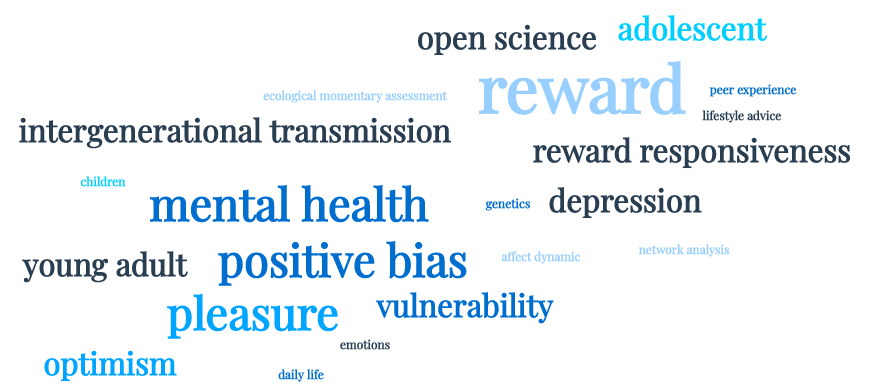 open science
adolescent
reward
peer experience
ecological momentary assessment
lifestyle advice
intergenerational transmission
reward responsiveness
children
mental health
genetics
depression
young adult
positive bias
affect dynamic
network analysis
pleasure
vulnerability
emotions
optimism
daily life